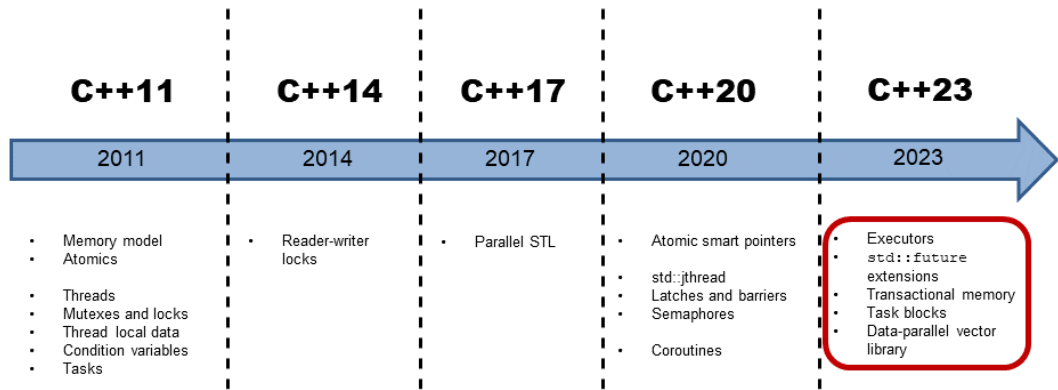 C++11
C++14
C++17
C++20
C++23
2011
2014
2017
2020
2023
• Memory model
• Atomics
• Threads
• Mutexes and locks
• Thread local data
• Condition variables
• Tasks
• Reader-writer
locks
• Parallel STL
• Atomic smart pointers
• std::jthread
• Latches and barriers
• Semaphores
• Coroutines
• Executors
• std::future
extensions
• Transactional memory
• Task blocks
• Data-parallel vector
library